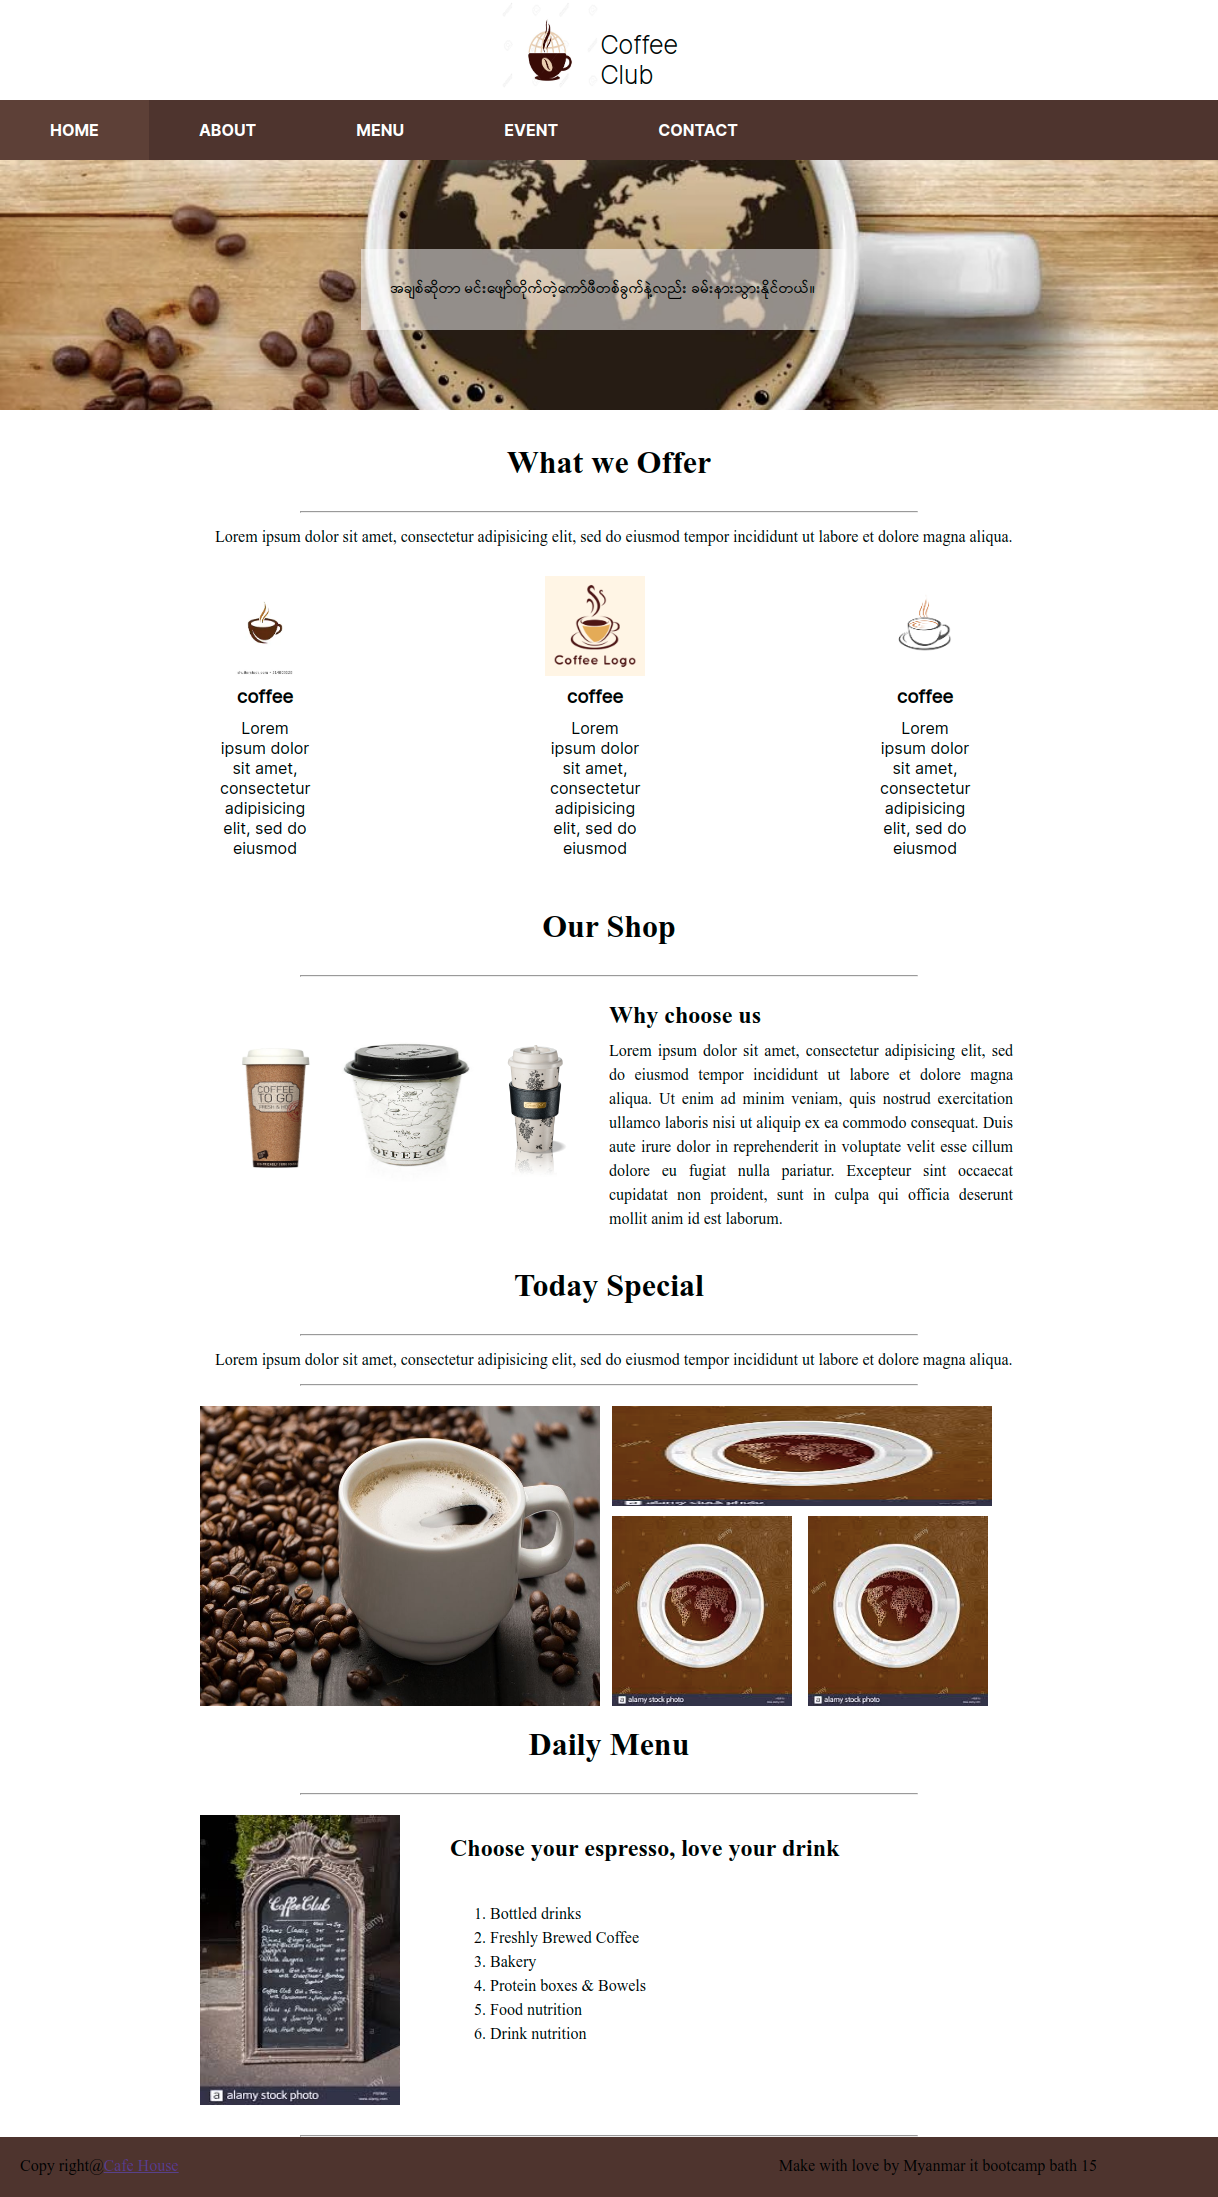 Coffee
Club
HOME ABOUT MENU EVENT CONTACT
အချစ်ဆိုတာ မင်းဖျော်တိုက်တဲ့ကော်ဖီတစ်ခွက်နဲ့လည်း ခမ်းနားသွားနိုင်တယ်။
What we Offer
Lorem ipsum dolor sit amet, consectetur adipisicing elit, sed do eiusmod tempor incididunt ut labore et dolore magna aliqua.
Coffee Logo
coffee
Lorem
ipsum dolor
sit amet,
consectetur
adipisicing
elit, sed do
eiusmod
coffee
Lorem
ipsum dolor
sit amet,
consectetur
adipisicing
elit, sed do
eiusmod
coffee
Lorem
ipsum dolor
sit amet,
consectetur
adipisicing
elit, sed do
eiusmod
Our Shop
COFFEE
TO GO
FRESH & HOT
OFFEE CO
Why choose us
Lorem ipsum dolor sit amet, consectetur adipisicing elit, sed
do eiusmod tempor incididunt ut labore et dolore magna
aliqua. Ut enim ad minim veniam, quis nostrud exercitation
ullamco laboris nisi ut aliquip ex ea commodo consequat. Duis
aute irure dolor in reprehenderit in voluptate velit esse cillum
dolore eu fugiat nulla pariatur. Excepteur sint occaecat
cupidatat non proident, sunt in culpa qui officia deserunt
mollit anim id est laborum.
Today Special
Lorem ipsum dolor sit amet, consectetur adipisicing elit, sed do eiusmod tempor incididunt ut labore et dolore magna aliqua.
a alamy stock photo
a alamy stock photo
a alamy stock photo
Daily Menu
Coffee Club
a alamy stock photo
Choose your espresso, love your drink
1. Bottled drinks
2. Freshly Brewed Coffee
3. Bakery
4. Protein boxes & Bowels
5. Food nutrition
6. Drink nutrition
Copy right@Cafe House
Make with love by Myanmar it bootcamp bath 15